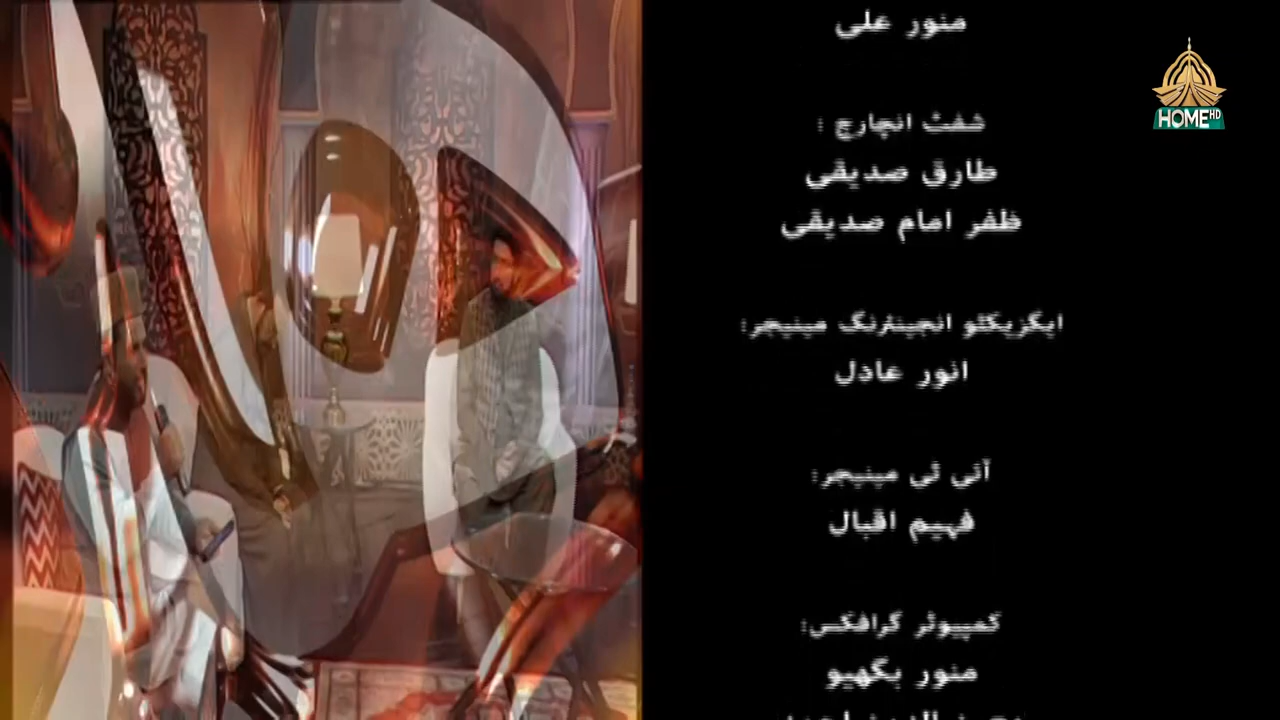 منور علی
HOME HD
شفٹ انچارج :
طارق صدیقی
ظفر امام صدیقی
ایگزیکٹو انجینئرنگ مینیجر:
انور عادل
آئی ٹی مینیجر:
فہیم اقبال
کمپیوٹر گرافکس:
منور بگھیو